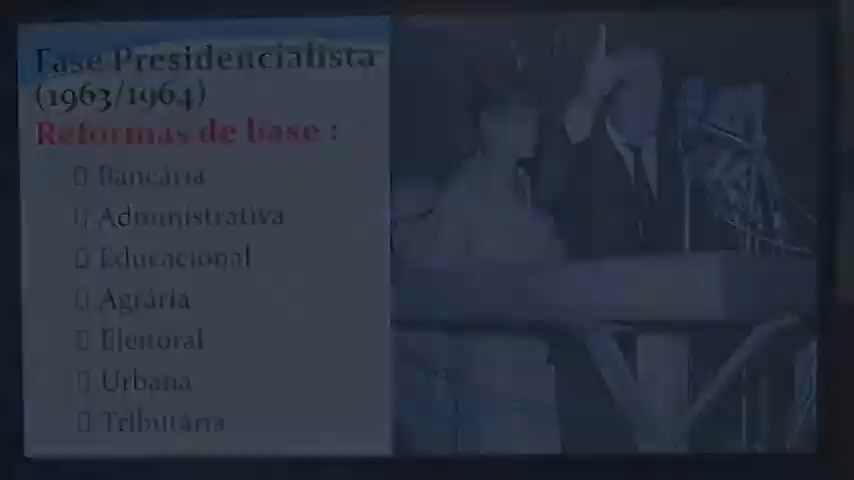 Fase Presidencialista
(1963/1964)
Reformas de base :
Bancária
Administrativa
Educacional
Agrária
Eleitoral
Urbana
Tributária